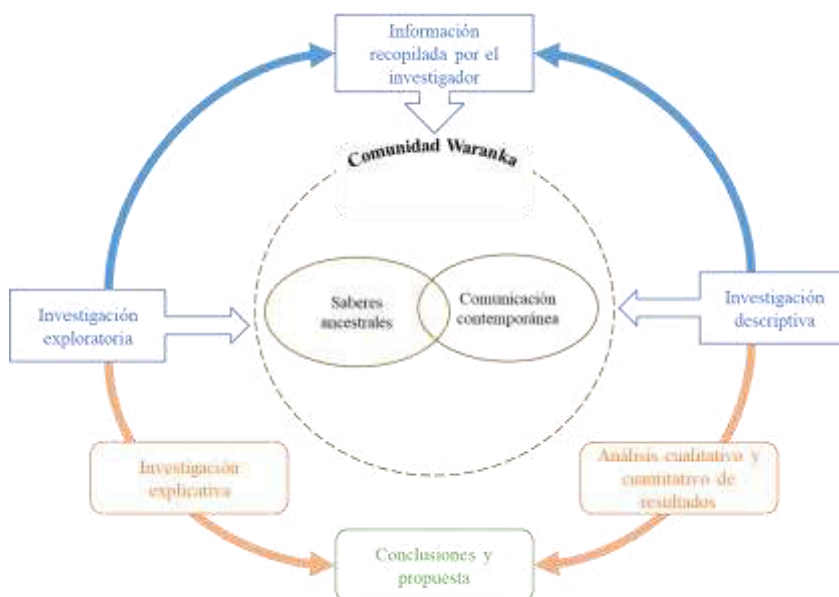 Información
recopilada por el
investigador
Comunidad Waranka
Saberes
ancestrales
Comunicación
contemporánea
Investigación
exploratoria
Investigación
descriptiva
Investigación
explicativa
Análisis cualitativo y
cuantitativo de
resultados
Conclusiones y
propuesta